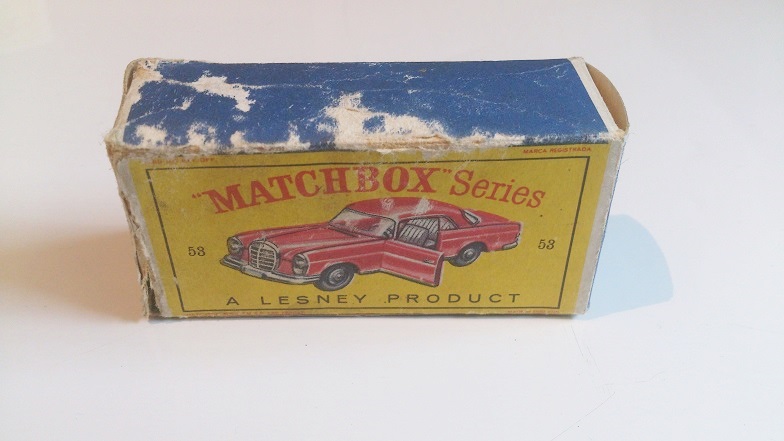 MARCA REGISTRADA
"MATCHBOX" Series
53
53
A LESNEY PRODUCT